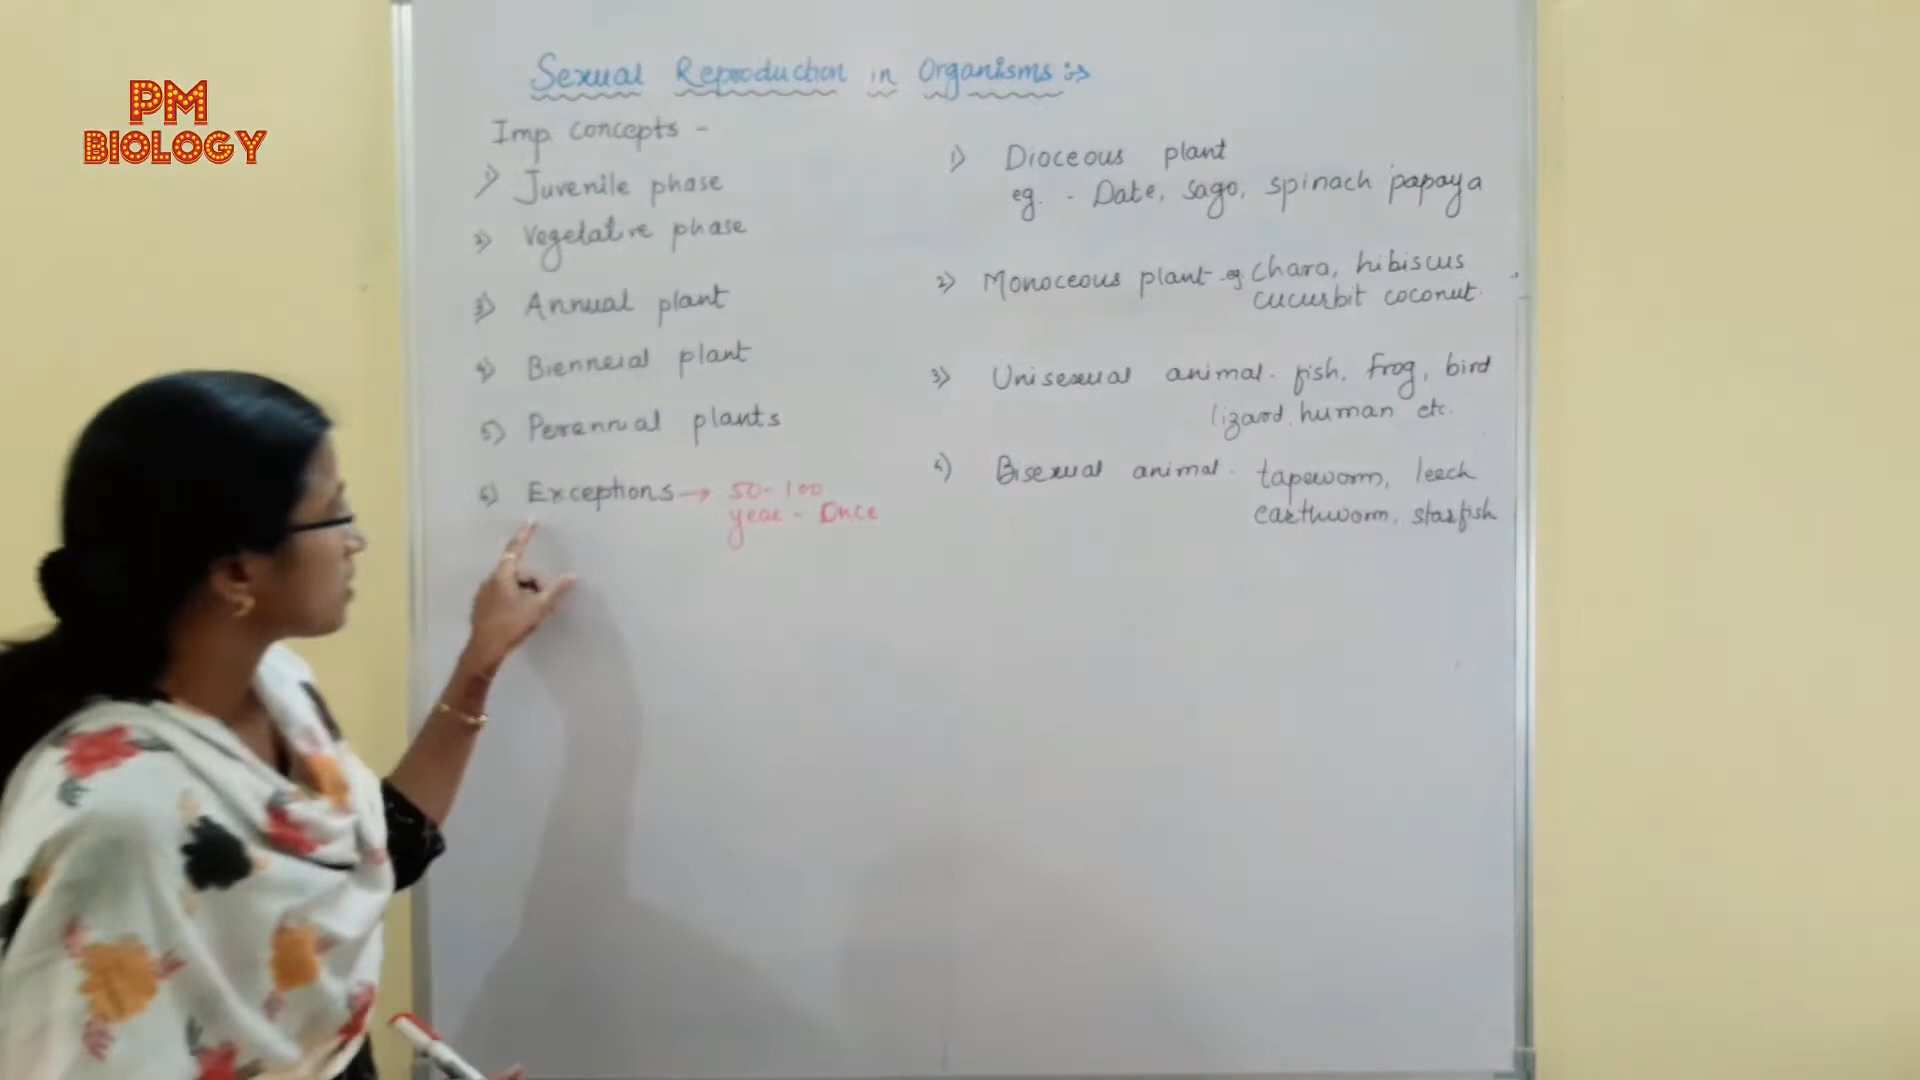 PM
BIOLOGY
Sexual Reproduction in Organisms :-
Imp concepts -
1) Juvenile phase
2) Vegetative phase
3) Annual plant
4) Bienneial plant
5) Perennial plants
6) Exceptions → 50-100
year - Once
1) Dioceous plant
eg. - Date, sago, spinach papaya
2) Monoceous plant - eg chara, hibiscus
cucurbit coconut.
3) Unisexual animal - fish, frog, bird
lizard, human etc.
4) Bisexual animal - tapeworm, leech
earthworm, starfish